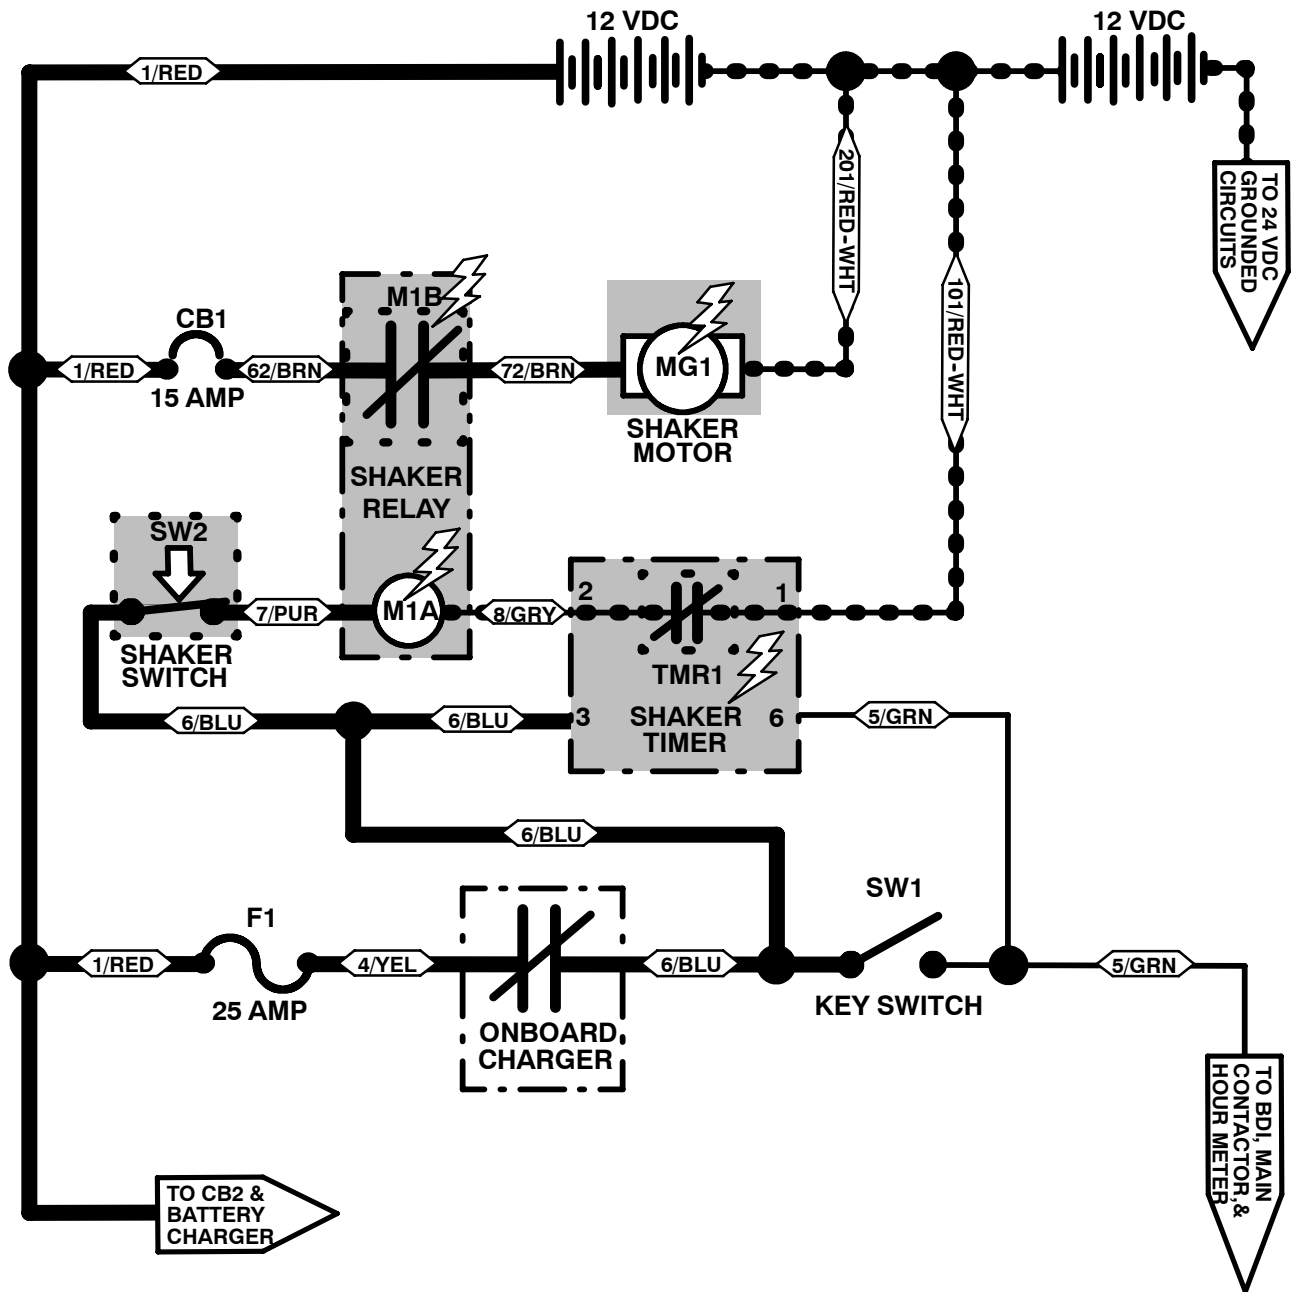 12 VDC
12 VDC
1/RED
201/RED-WHT
TO 24 VDC
GROUNDED
CIRCUITS
101/RED-WHT
M1B
CB1
1/RED
62/BRN
72/BRN
MG1
15 AMP
SHAKER
MOTOR
SHAKER
RELAY
SW2
2
1
7/PUR
M1A
8/GRY
SHAKER
SWITCH
TMR1
6/BLU
6/BLU
3
SHAKER
TIMER
6
5/GRN
6/BLU
SW1
F1
1/RED
4/YEL
6/BLU
5/GRN
25 AMP
KEY SWITCH
ONBOARD
CHARGER
TO BDI, MAIN
CONTACTOR,&
HOUR METER
TO CB2 &
BATTERY
CHARGER